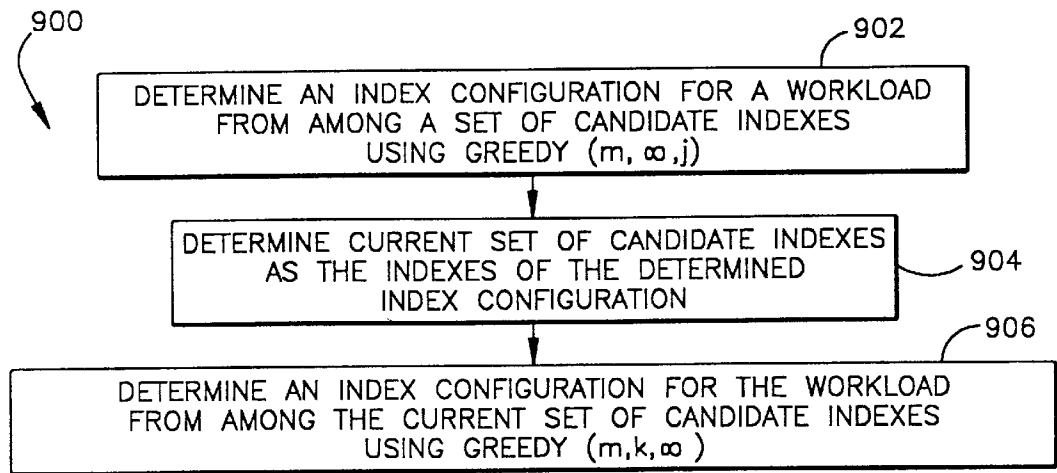 900
902
DETERMINE AN INDEX CONFIGURATION FOR A WORKLOAD
FROM AMONG A SET OF CANDIDATE INDEXES
USING GREEDY (m, ∞,j)
DETERMINE CURRENT SET OF CANDIDATE INDEXES
AS THE INDEXES OF THE DETERMINED
INDEX CONFIGURATION
904
906
DETERMINE AN INDEX CONFIGURATION FOR THE WORKLOAD
FROM AMONG THE CURRENT SET OF CANDIDATE INDEXES
USING GREEDY (m,k,∞ )